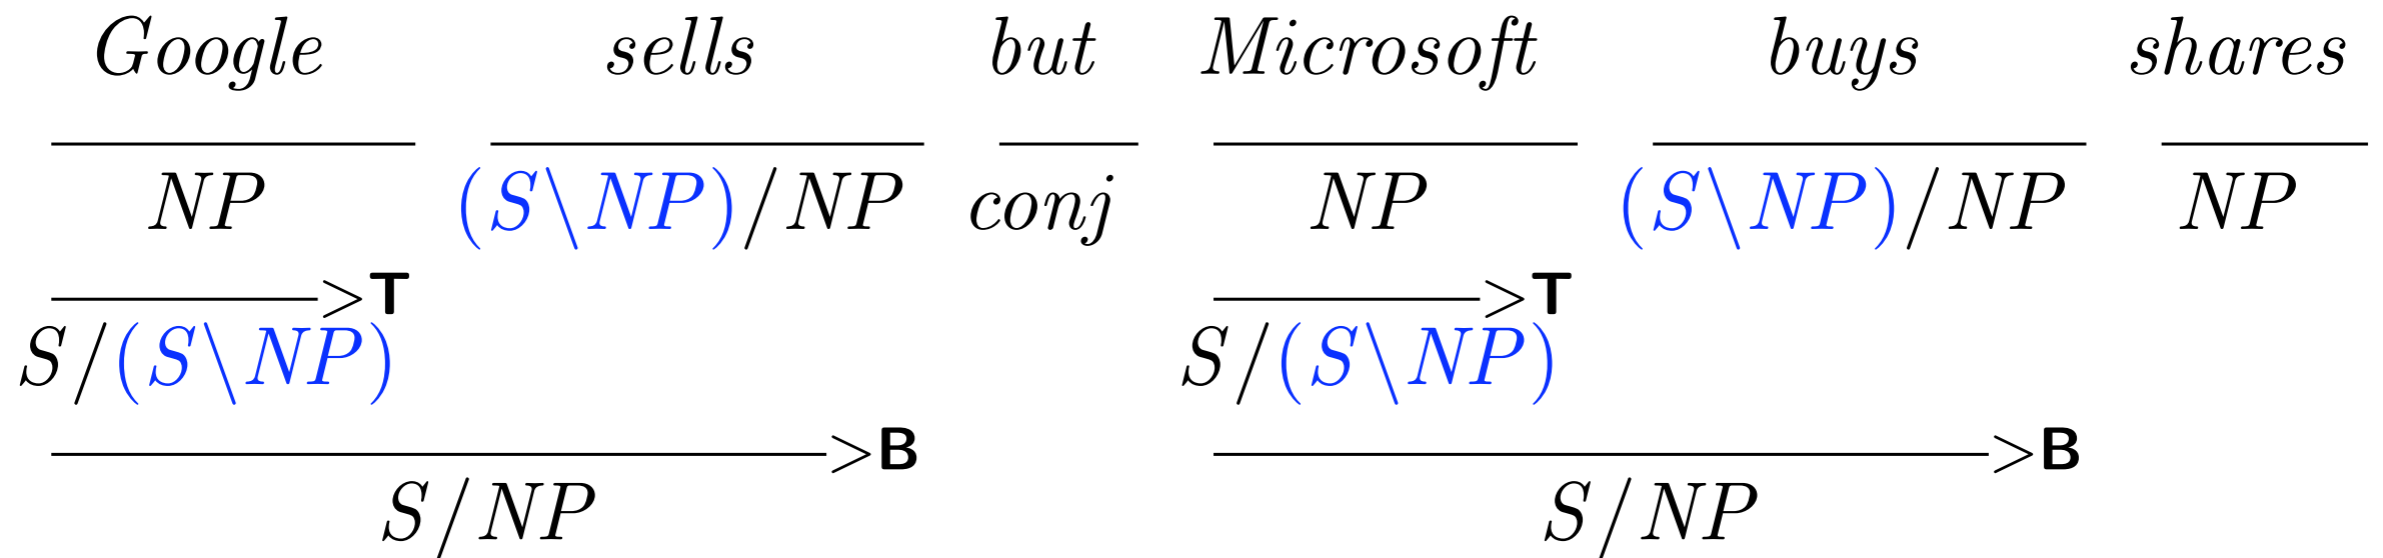 Google sells but Microsoft buys shares
NP (S\NP)/NP conj NP (S\NP)/NP NP
>T >T
S/(S\NP) S/(S\NP)
>B >B
S/NP S/NP